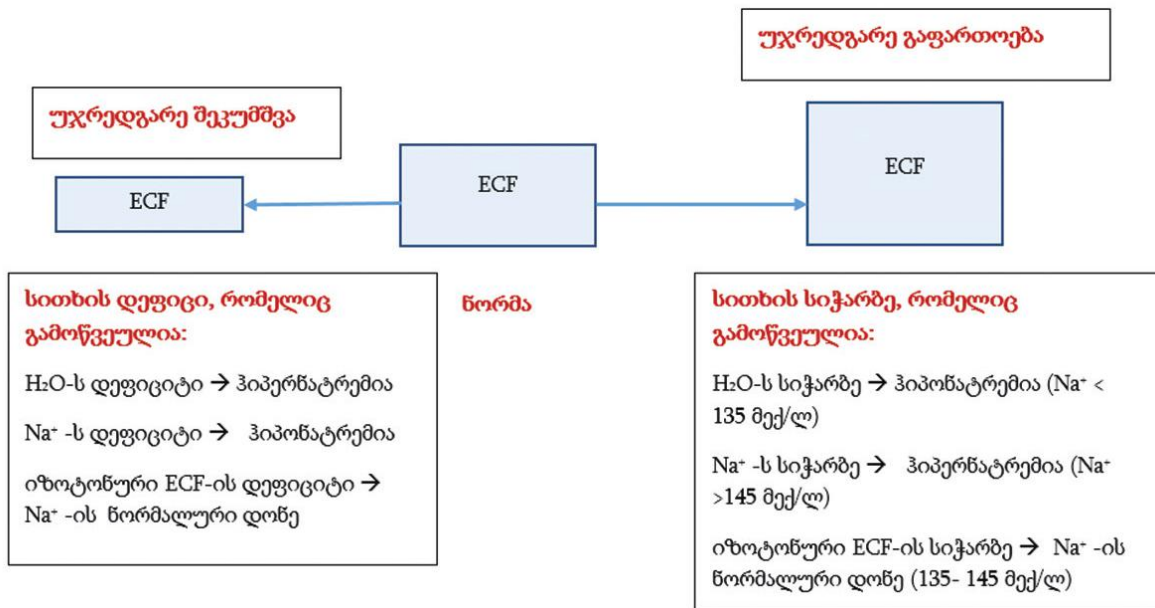 უჯრედგარე გაფართოება
უჯრედგარე შეკუმშვა
ECF
ECF
ECF
სითხის დეფიცი, რომელიც
გამოწვეულია:
H₂O-ს დეფიციტი → ჰიპერნატრემია
Na⁺ -ს დეფიციტი → ჰიპონატრემია
იზოტონური ECF-ის დეფიციტი →
Na⁺ -ის ნორმალური დონე
ნორმა
სითხის სიჭარბე, რომელიც
გამოწვეულია:
H₂O-ს სიჭარბე → ჰიპონატრემია (Na⁺ <
135 მექ/ლ)
Na⁺ -ს სიჭარბე → ჰიპერნატრემია (Na⁺
>145 მექ/ლ)
იზოტონური ECF-ის სიჭარბე → Na⁺ -ის
ნორმალური დონე (135- 145 მექ/ლ)